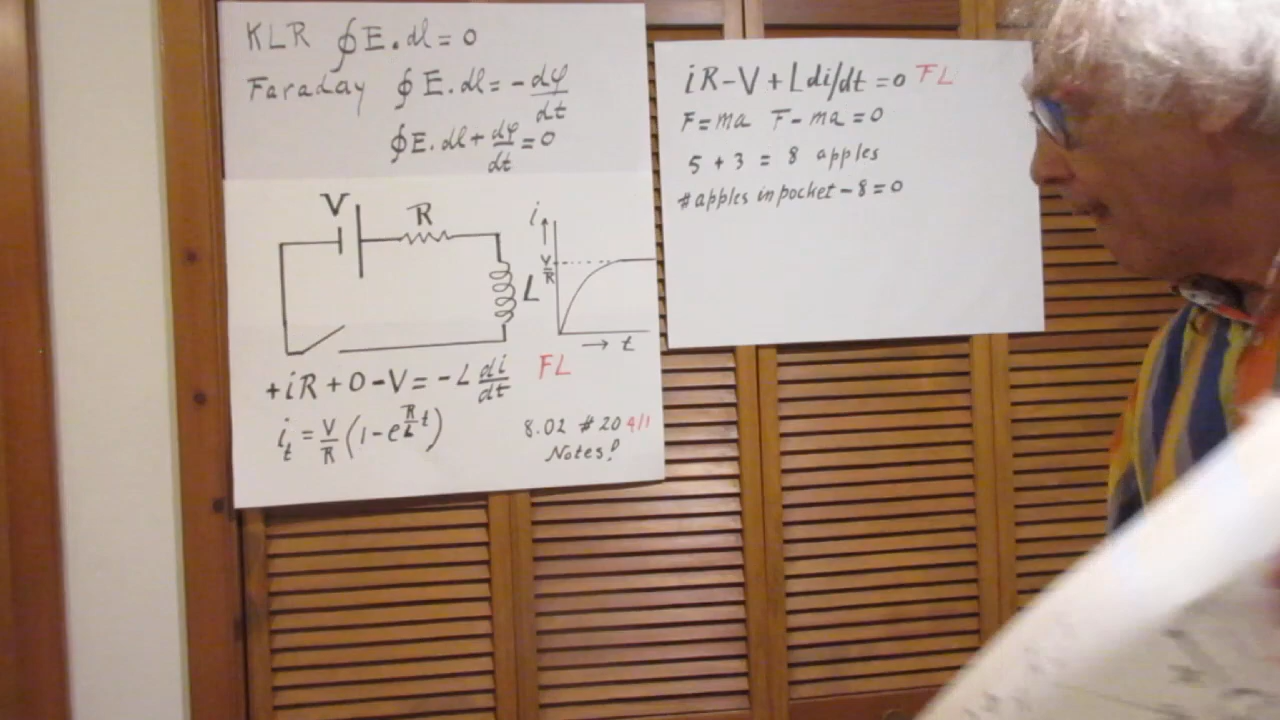 KLR ∮E.dl = 0
Faraday ∮E.dl = -dφ/dt
∮E.dl + dφ/dt = 0
V
R
L
i
V/R
t
+iR + 0 - V = -L di/dt FL
i_t = V/R (1 - e^(R/L t))
8.02 #20 4/1
Notes!
iR - V + L di/dt = 0 FL
F = ma F - ma = 0
5 + 3 = 8 apples
# apples in pocket - 8 = 0